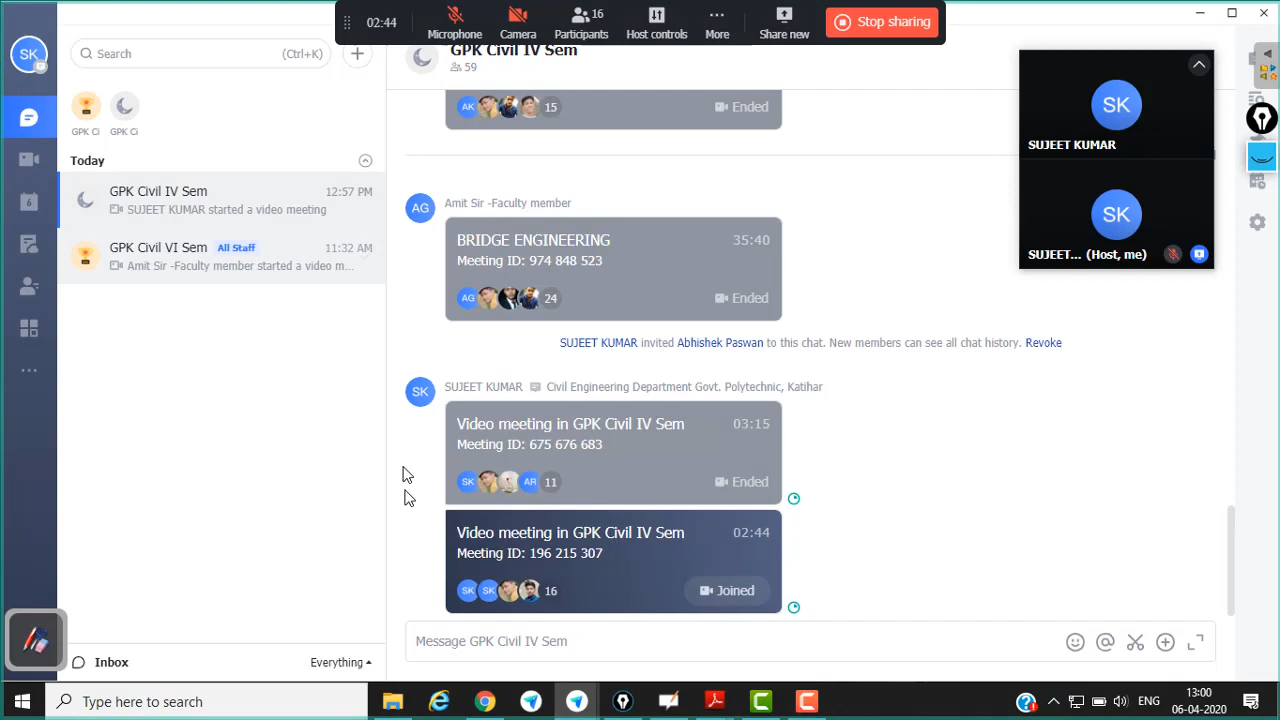 02:44
Microphone
Camera
16
Participants
Host controls
More
Share new
Stop sharing
SK
Search (Ctrl+K)
GPK Ci
GPK Ci
Today
GPK Civil IV Sem 12:57 PM
SUJEET KUMAR started a video meeting
GPK Civil VI Sem All Staff 11:32 AM
Amit Sir -Faculty member started a video m...
6
Inbox
Everything
GPK Civil IV Sem
59
AK 15 Ended
AG
Amit Sir -Faculty member
BRIDGE ENGINEERING 35:40
Meeting ID: 974 848 523
AG 24 Ended
SUJEET KUMAR invited Abhishek Paswan to this chat. New members can see all chat history. Revoke
SK
SUJEET KUMAR Civil Engineering Department Govt. Polytechnic, Katihar
Video meeting in GPK Civil IV Sem 03:15
Meeting ID: 675 676 683
SK AR 11 Ended
Video meeting in GPK Civil IV Sem 02:44
Meeting ID: 196 215 307
SK SK 16 Joined
Message GPK Civil IV Sem
SK
SUJEET KUMAR
SK
SUJEET... (Host, me)
Type here to search
ENG
13:00
06-04-2020